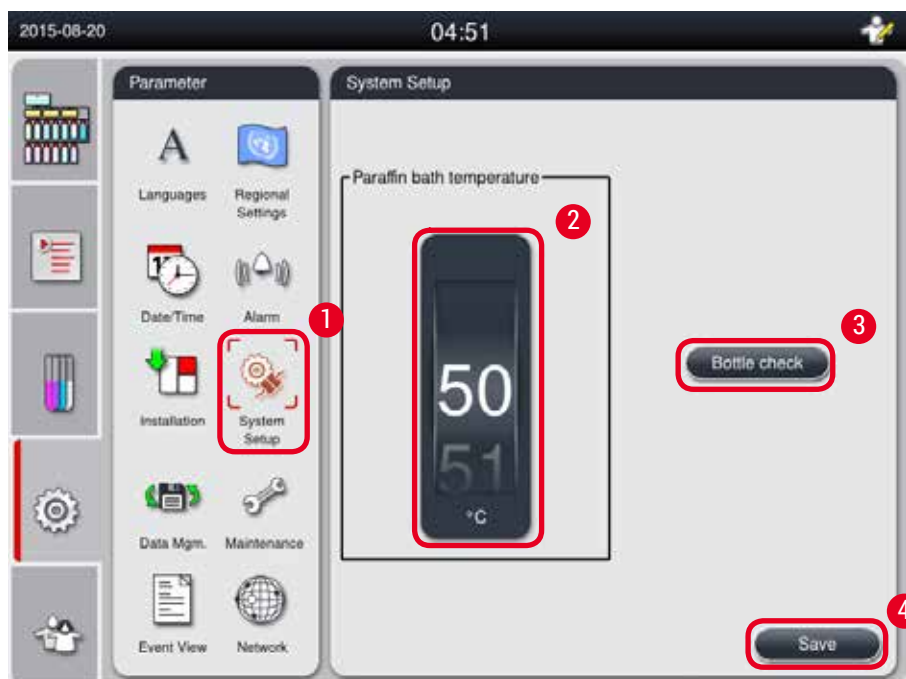 2015-08-20 04:51
Parameter
System Setup
A
Languages
Regional
Settings
Date/Time
Alarm
Installation
System
Setup
Data Mgm.
Maintenance
Event View
Network
1
Paraffin bath temperature
2
50
51
°C
3
Bottle check
4
Save